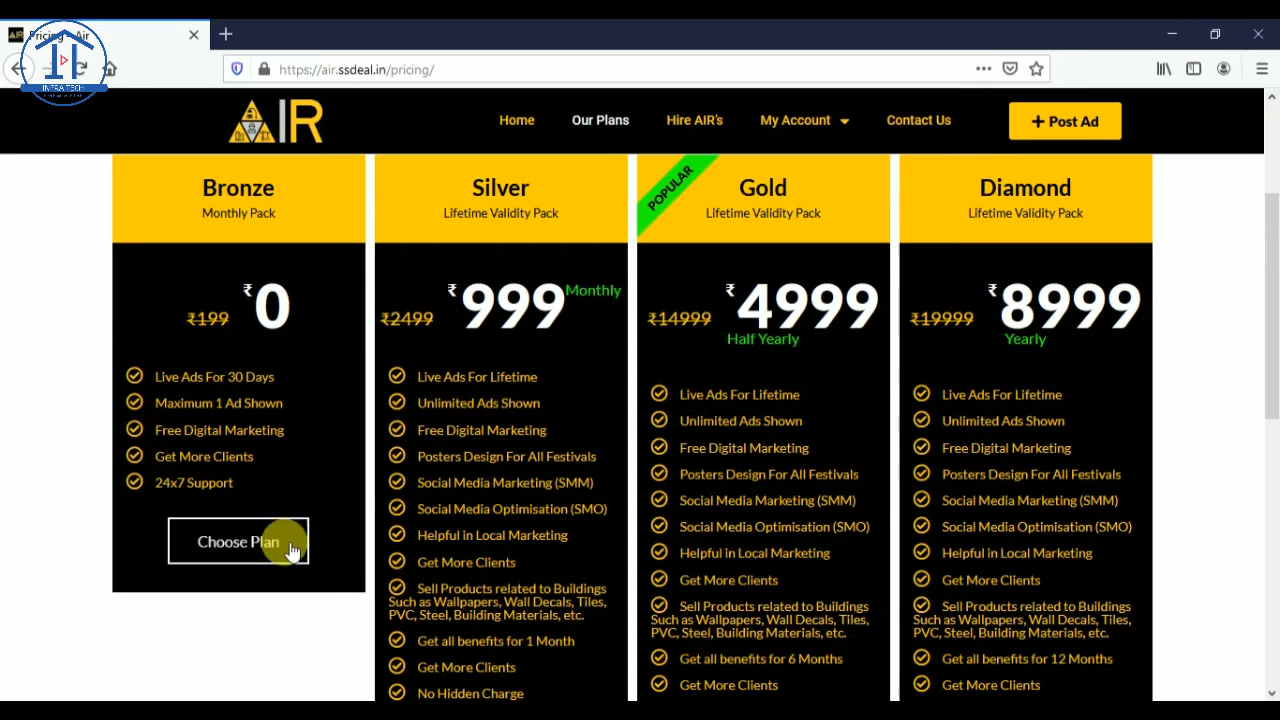 Pricing - Air
INFRA TECH
https://air.ssdeal.in/pricing/
AIR
Home
Our Plans
Hire AIR's
My Account
Contact Us
+ Post Ad
Bronze
Monthly Pack
₹199 ₹0
Live Ads For 30 Days
Maximum 1 Ad Shown
Free Digital Marketing
Get More Clients
24x7 Support
Choose Plan
Silver
Lifetime Validity Pack
₹2499 ₹999 Monthly
Live Ads For Lifetime
Unlimited Ads Shown
Free Digital Marketing
Posters Design For All Festivals
Social Media Marketing (SMM)
Social Media Optimisation (SMO)
Helpful in Local Marketing
Get More Clients
Sell Products related to Buildings
Such as Wallpapers, Wall Decals, Tiles,
PVC, Steel, Building Materials, etc.
Get all benefits for 1 Month
Get More Clients
No Hidden Charge
POPULAR
Gold
Lifetime Validity Pack
₹14999 ₹4999
Half Yearly
Live Ads For Lifetime
Unlimited Ads Shown
Free Digital Marketing
Posters Design For All Festivals
Social Media Marketing (SMM)
Social Media Optimisation (SMO)
Helpful in Local Marketing
Get More Clients
Sell Products related to Buildings
Such as Wallpapers, Wall Decals, Tiles,
PVC, Steel, Building Materials, etc.
Get all benefits for 6 Months
Get More Clients
Diamond
Lifetime Validity Pack
₹19999 ₹8999
Yearly
Live Ads For Lifetime
Unlimited Ads Shown
Free Digital Marketing
Posters Design For All Festivals
Social Media Marketing (SMM)
Social Media Optimisation (SMO)
Helpful in Local Marketing
Get More Clients
Sell Products related to Buildings
Such as Wallpapers, Wall Decals, Tiles,
PVC, Steel, Building Materials, etc.
Get all benefits for 12 Months
Get More Clients